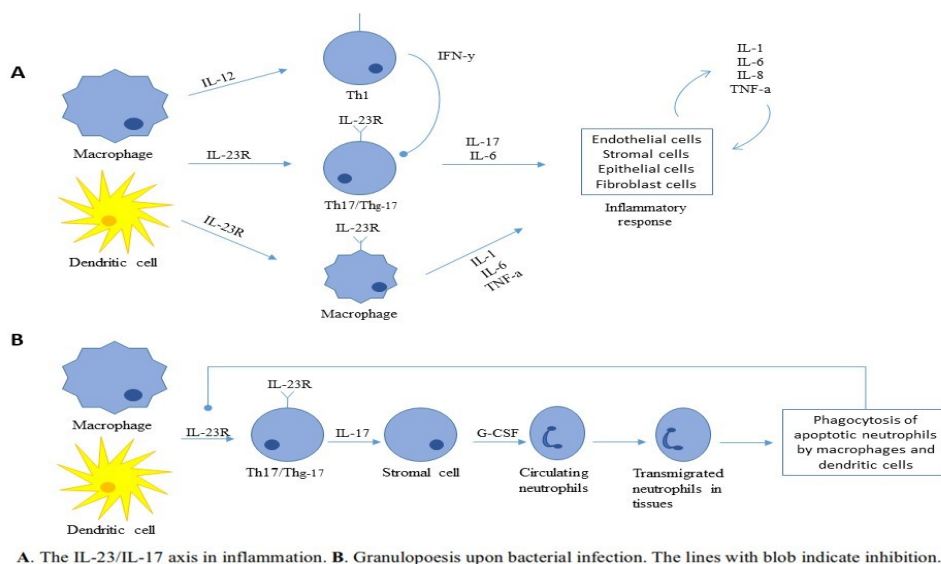 A
Macrophage
Dendritic cell
IL-12
IL-23R
IL-23R
Th1
IFN-y
IL-23R
Th17/Thg-17
IL-23R
Macrophage
IL-17
IL-6
IL-1
IL-6
TNF-a
Endothelial cells
Stromal cells
Epithelial cells
Fibroblast cells
Inflammatory
response
IL-1
IL-6
IL-8
TNF-a
B
Macrophage
Dendritic cell
IL-23R
IL-23R
Th17/Thg-17
IL-17
Stromal cell
G-CSF
Circulating
neutrophils
Transmigrated
neutrophils in
tissues
Phagocytosis of
apoptotic neutrophils
by macrophages and
dendritic cells
A. The IL-23/IL-17 axis in inflammation. B. Granulopoesis upon bacterial infection. The lines with blob indicate inhibition.